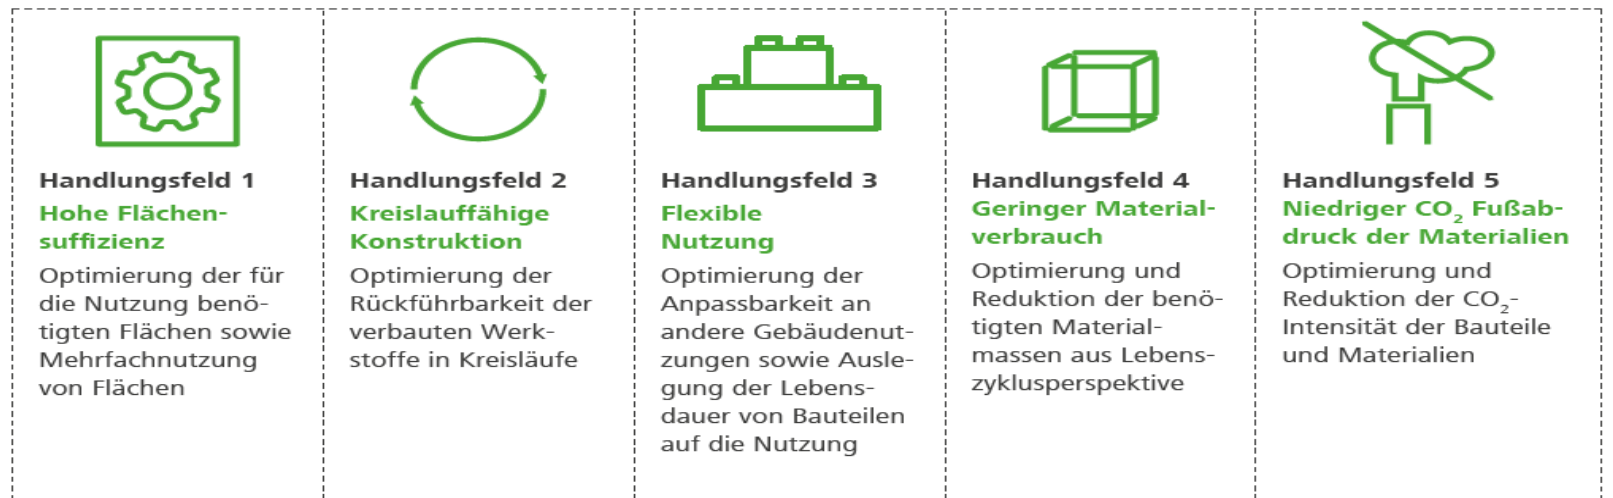 Handlungsfeld 1
Hohe Flächen-
suffizienz
Optimierung der für
die Nutzung benö-
tigten Flächen sowie
Mehrfachnutzung
von Flächen
Handlungsfeld 2
Kreislauffähige
Konstruktion
Optimierung der
Rückführbarkeit der
verbauten Werk-
stoffe in Kreisläufe
Handlungsfeld 3
Flexible
Nutzung
Optimierung der
Anpassbarkeit an
andere Gebäudenut-
zungen sowie Ausle-
gung der Lebens-
dauer von Bauteilen
auf die Nutzung
Handlungsfeld 4
Geringer Material-
verbrauch
Optimierung und
Reduktion der benö-
tigten Material-
massen aus Lebens-
zyklusperspektive
Handlungsfeld 5
Niedriger CO₂ Fußab-
druck der Materialien
Optimierung und
Reduktion der CO₂-
Intensität der Bauteile
und Materialien